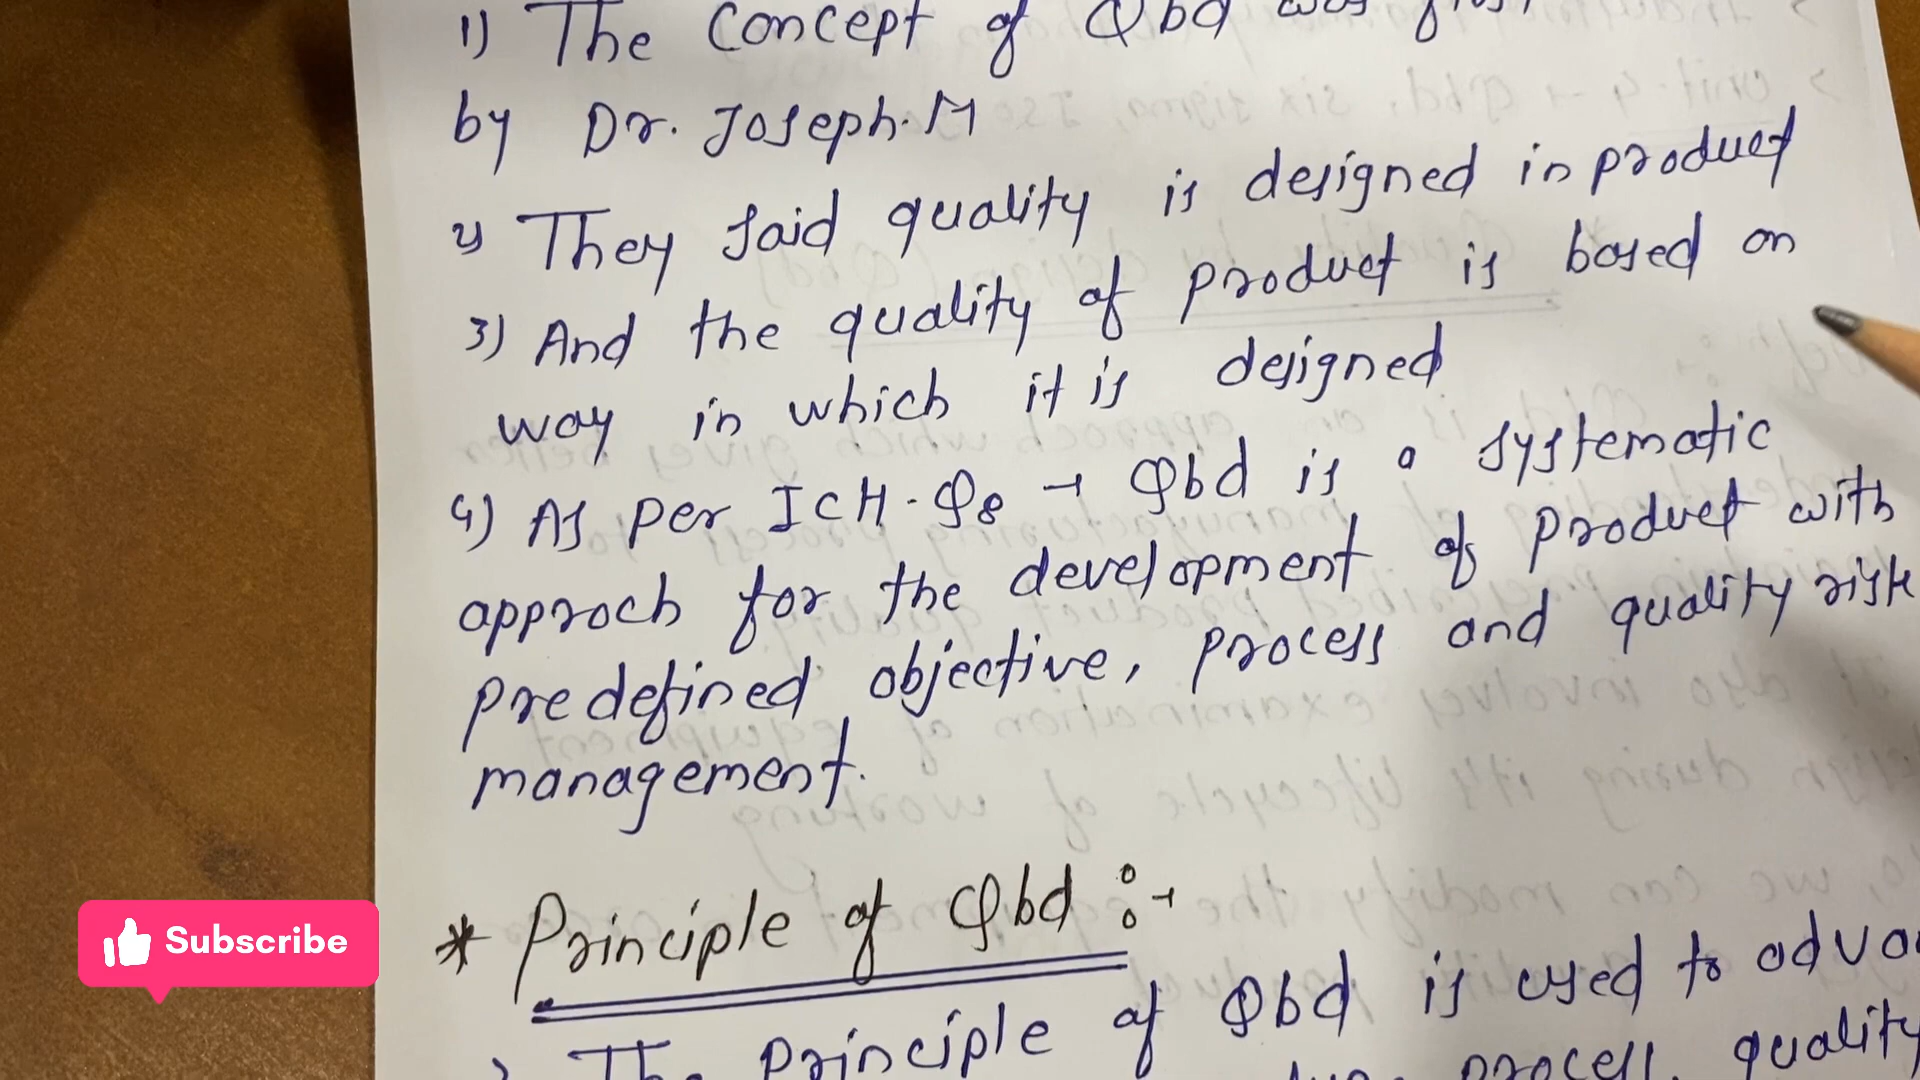 1) The Concept of Qbd was first
by Dr. Joseph.M
2) They said quality is designed in product
3) And the quality of product is based on
way in which it is designed
4) As per ICH-Q8 → Qbd is a systematic
approch for the development of product with
predefined objective, process and quality risk
management.
* Principle of Qbd :→
The principle of Qbd is used to adva
process, quality
Subscribe